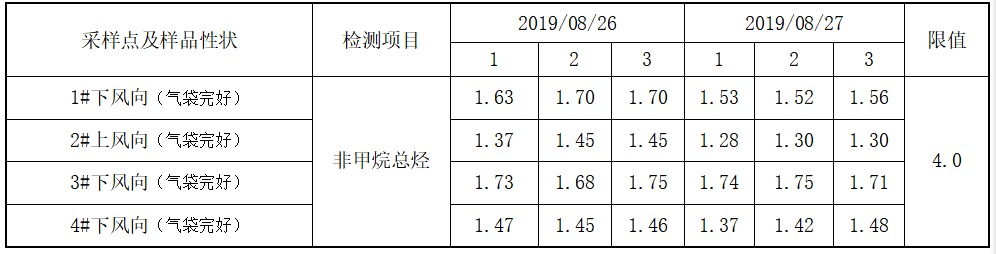 采样点及样品性状 检测项目 2019/08/26 2019/08/27 限值
1 2 3 1 2 3
1#下风向（气袋完好） 非甲烷总烃 1.63 1.70 1.70 1.53 1.52 1.56 4.0
2#上风向（气袋完好） 1.37 1.45 1.45 1.28 1.30 1.30
3#下风向（气袋完好） 1.73 1.68 1.75 1.74 1.75 1.71
4#下风向（气袋完好） 1.47 1.45 1.46 1.37 1.42 1.48